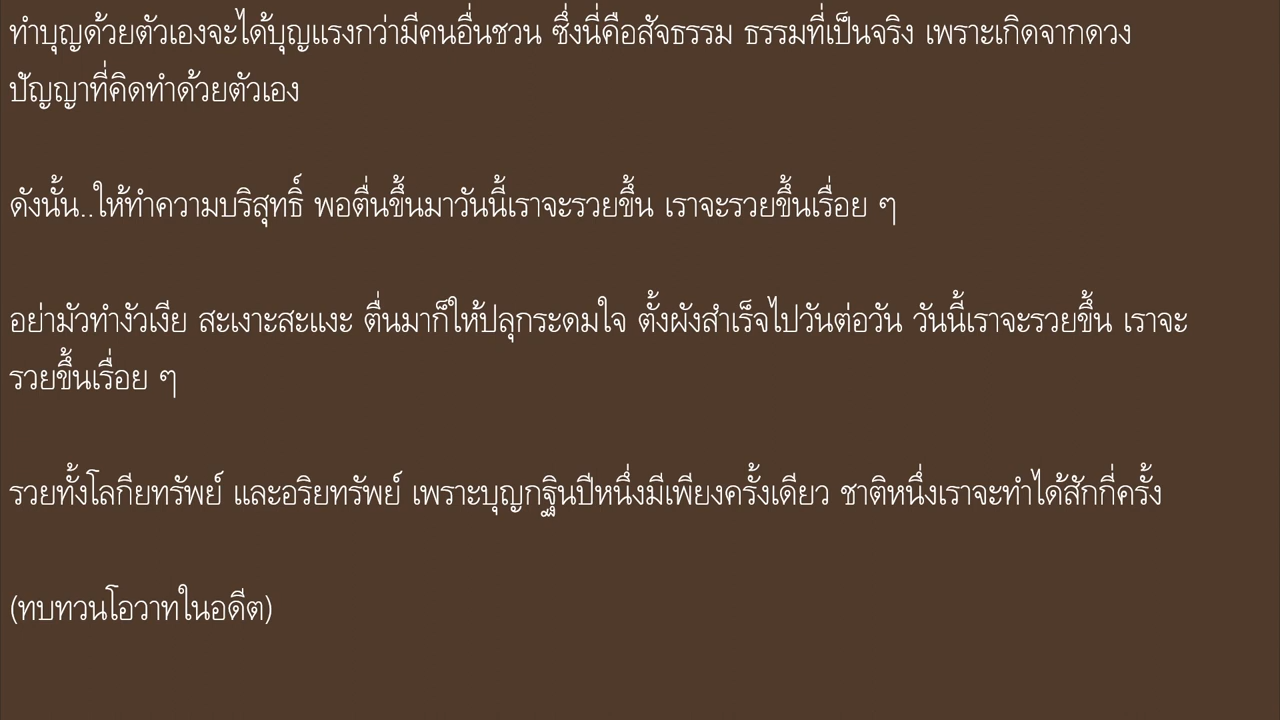 ทำบุญด้วยตัวเองจะได้บุญแรงกว่ามีคนอื่นชวน ซึ่งนี่คือสัจธรรม ธรรมที่เป็นจริง เพราะเกิดจากดวง
ปัญญาที่คิดทำด้วยตัวเอง
ดังนั้น..ให้ทำความบริสุทธิ์ พอตื่นขึ้นมาวันนี้เราจะรวยขึ้น เราจะรวยขึ้นเรื่อย ๆ
อย่ามัวทำงัวเงีย สะเงาะสะแงะ ตื่นมาก็ให้ปลุกระดมใจ ตั้งผังสำเร็จไปวันต่อวัน วันนี้เราจะรวยขึ้น เราจะ
รวยขึ้นเรื่อย ๆ
รวยทั้งโลกียทรัพย์ และอริยทรัพย์ เพราะบุญกฐินปีหนึ่งมีเพียงครั้งเดียว ชาติหนึ่งเราจะทำได้สักกี่ครั้ง
(ทบทวนโอวาทในอดีต)